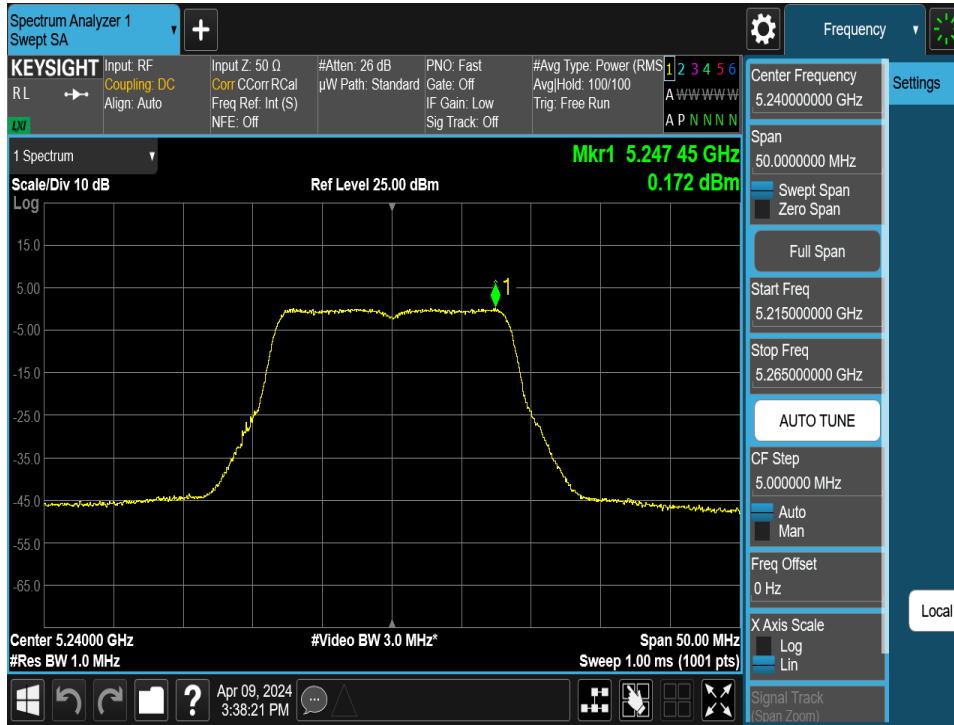 Spectrum Analyzer 1
Swept SA
+
Frequency
KEYSIGHT
R L
LXI
Input: RF
Coupling: DC
Align: Auto
Input Z: 50 Ω
Corr CCorr RCal
Freq Ref: Int (S)
NFE: Off
#Atten: 26 dB
µW Path: Standard
PNO: Fast
Gate: Off
IF Gain: Low
Sig Track: Off
#Avg Type: Power (RMS
Avg|Hold: 100/100
Trig: Free Run
1 2 3 4 5 6
A W W W W W
A P N N N N
1 Spectrum
Mkr1 5.247 45 GHz
0.172 dBm
Scale/Div 10 dB
Ref Level 25.00 dBm
Log
15.0
5.00
-5.00
-15.0
-25.0
-35.0
-45.0
-55.0
-65.0
1
Center 5.24000 GHz
#Video BW 3.0 MHz*
Span 50.00 MHz
#Res BW 1.0 MHz
Sweep 1.00 ms (1001 pts)
Center Frequency
5.240000000 GHz
Settings
Span
50.0000000 MHz
Swept Span
Zero Span
Full Span
Start Freq
5.215000000 GHz
Stop Freq
5.265000000 GHz
AUTO TUNE
CF Step
5.000000 MHz
Auto
Man
Freq Offset
0 Hz
Local
X Axis Scale
Log
Lin
Signal Track
(Span Zoom)
?
Apr 09, 2024
3:38:21 PM